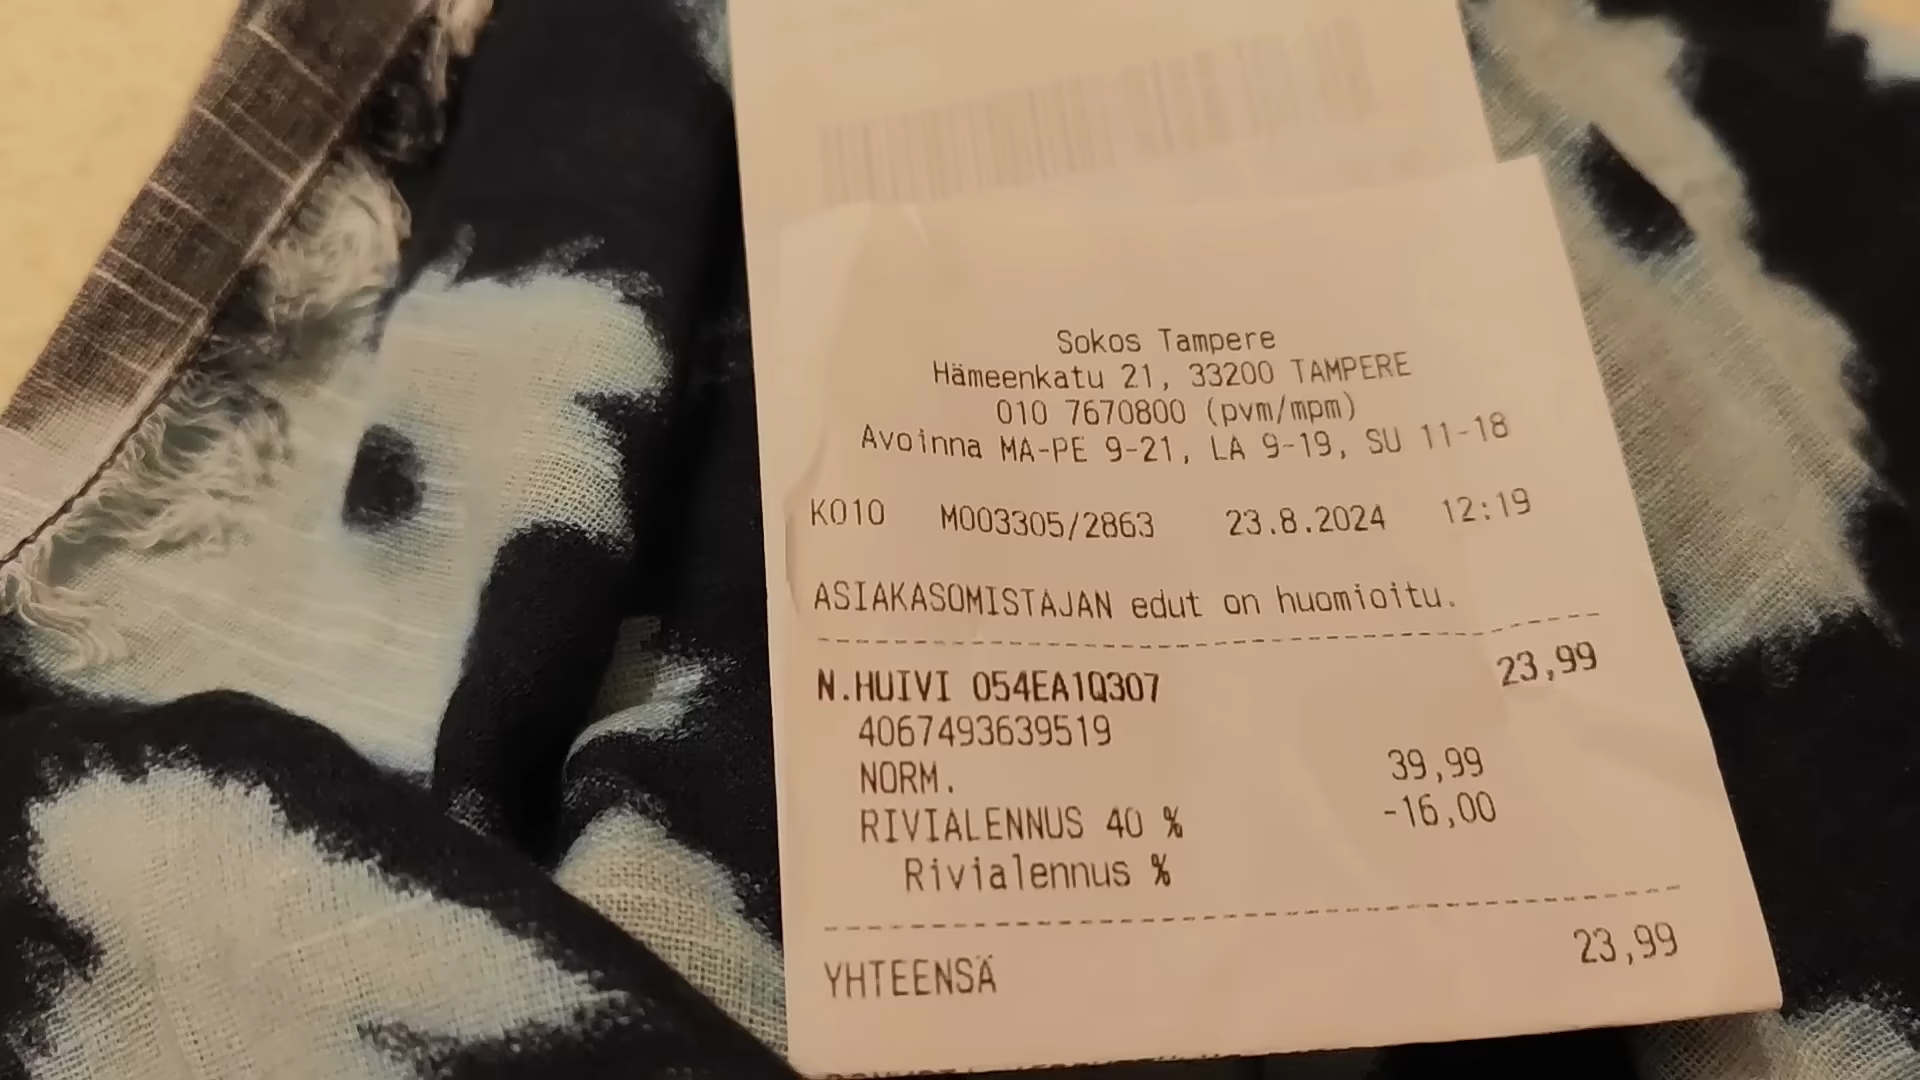 Sokos Tampere
Hämeenkatu 21, 33200 TAMPERE
010 7670800 (pvm/mpm)
Avoinna MA-PE 9-21, LA 9-19, SU 11-18
K010 M003305/2863 23.8.2024 12:19
ASIAKASOMISTAJAN edut on huomioitu.
N.HUIVI 054EA1Q307 23,99
4067493639519
NORM. 39,99
RIVIALENNUS 40 % -16,00
Rivialennus %
YHTEENSÄ 23,99